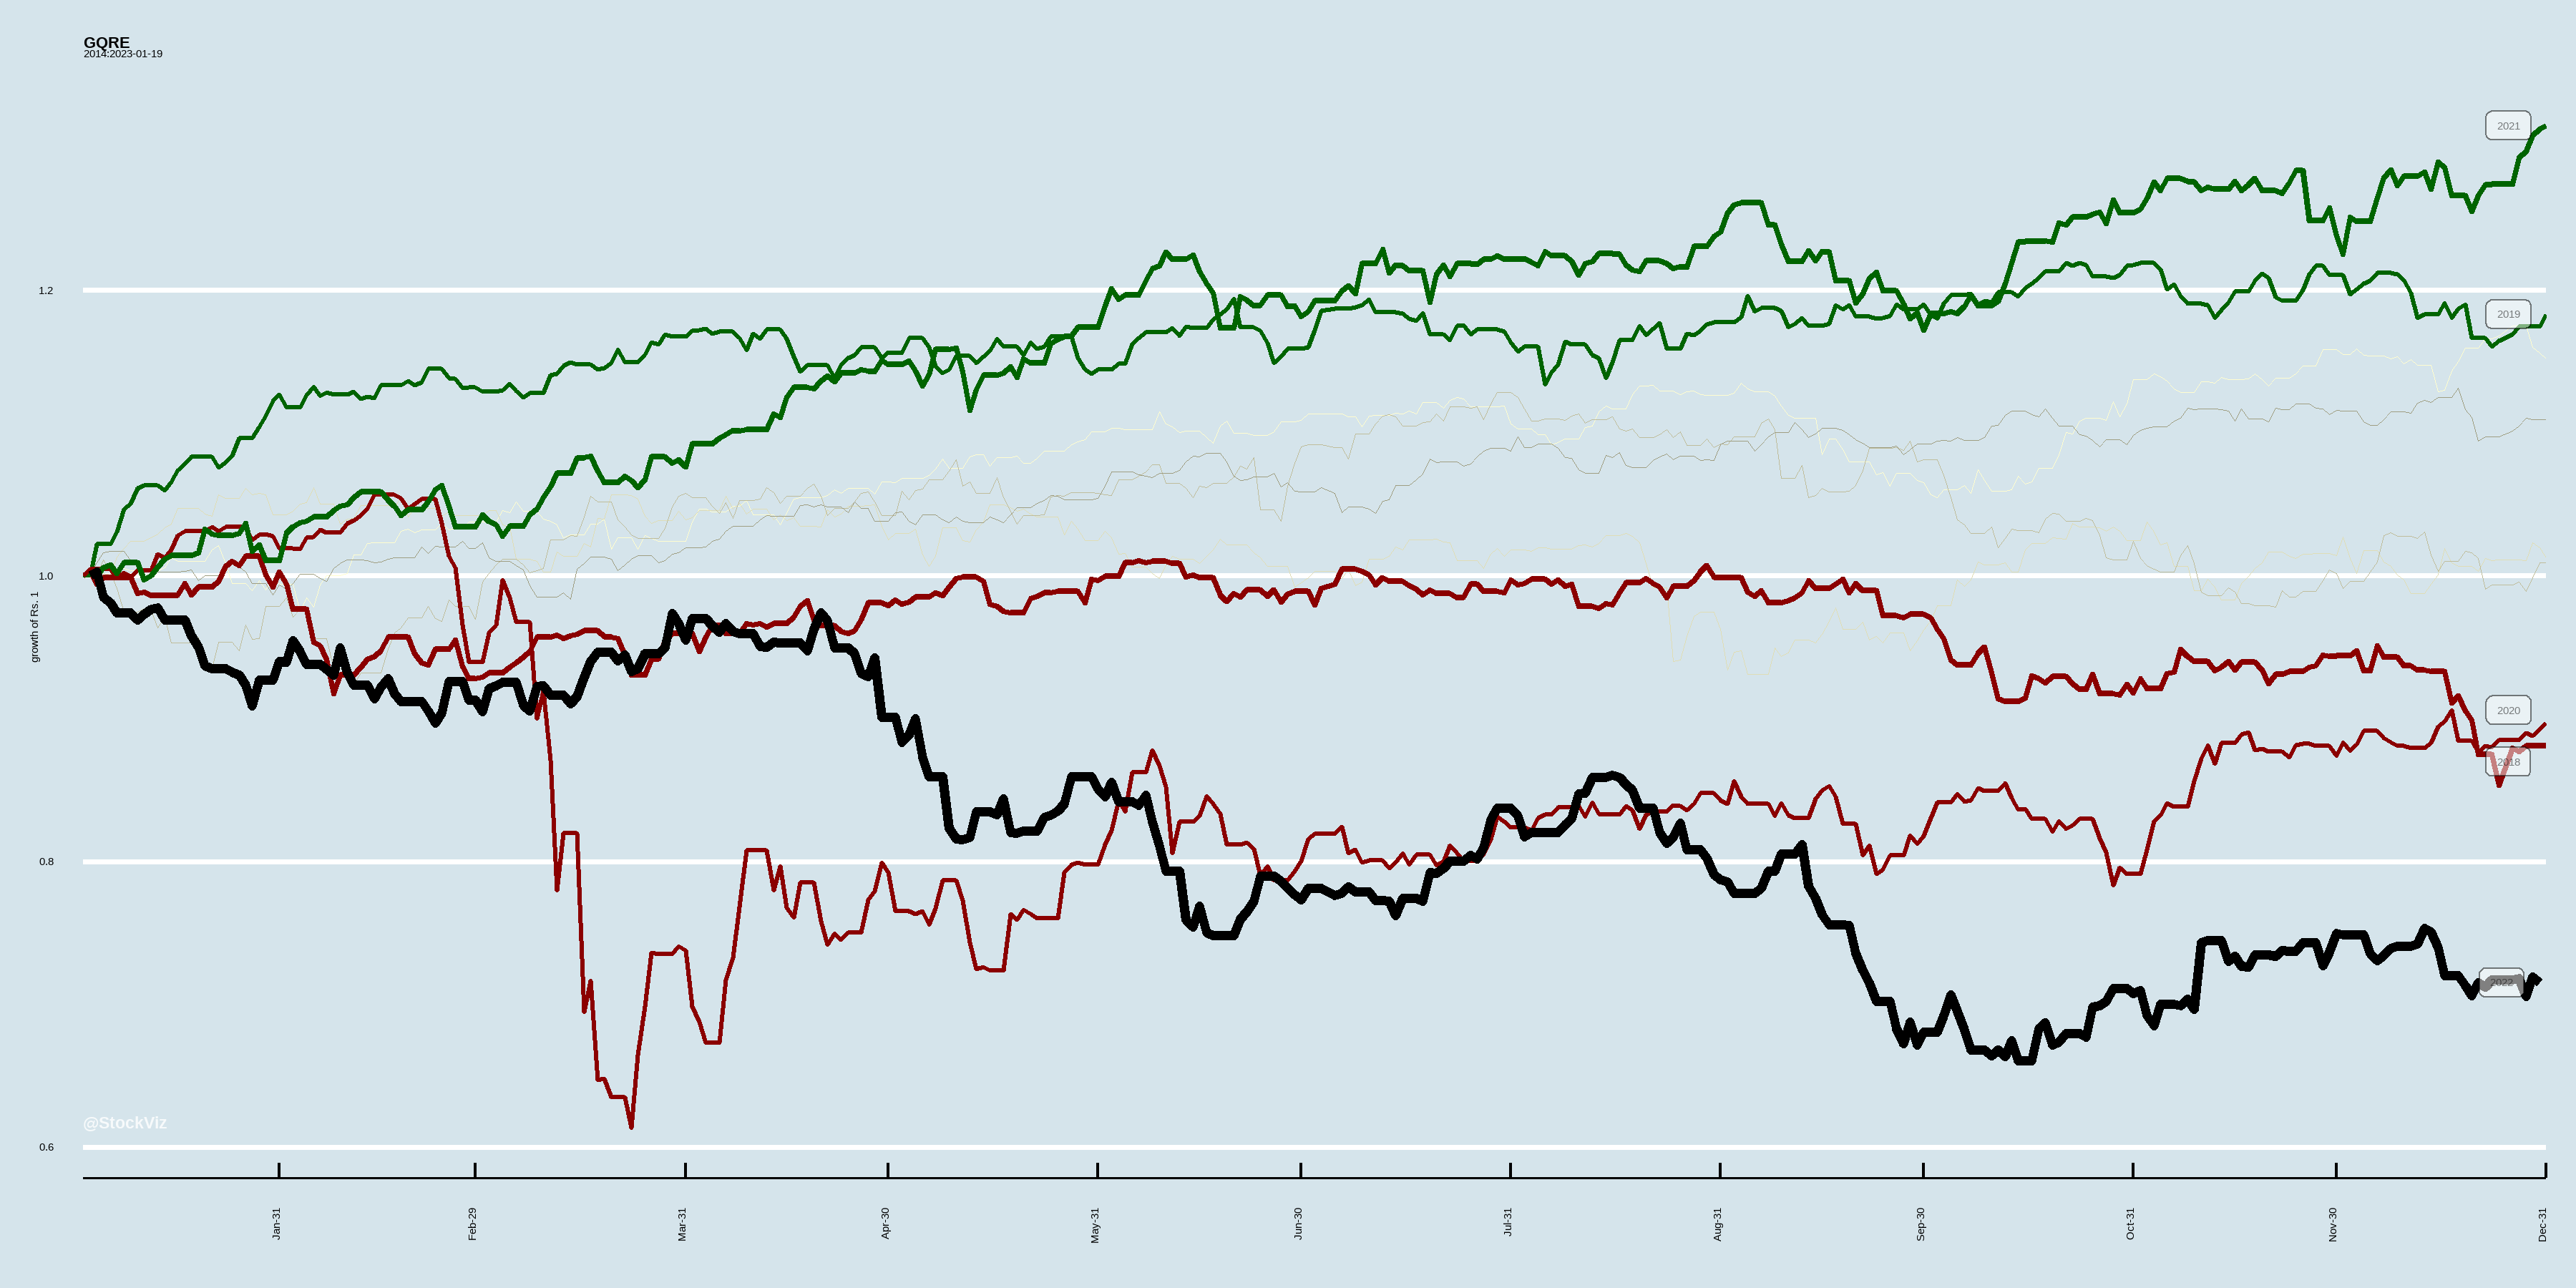 GQRE
2014:2023-01-19
2021
1.2
2019
1.0
growth of Rs. 1
2020
2018
0.8
2022
@StockViz
0.6
Jan-31
Feb-29
Mar-31
Apr-30
May-31
Jun-30
Jul-31
Aug-31
Sep-30
Oct-31
Nov-30
Dec-31